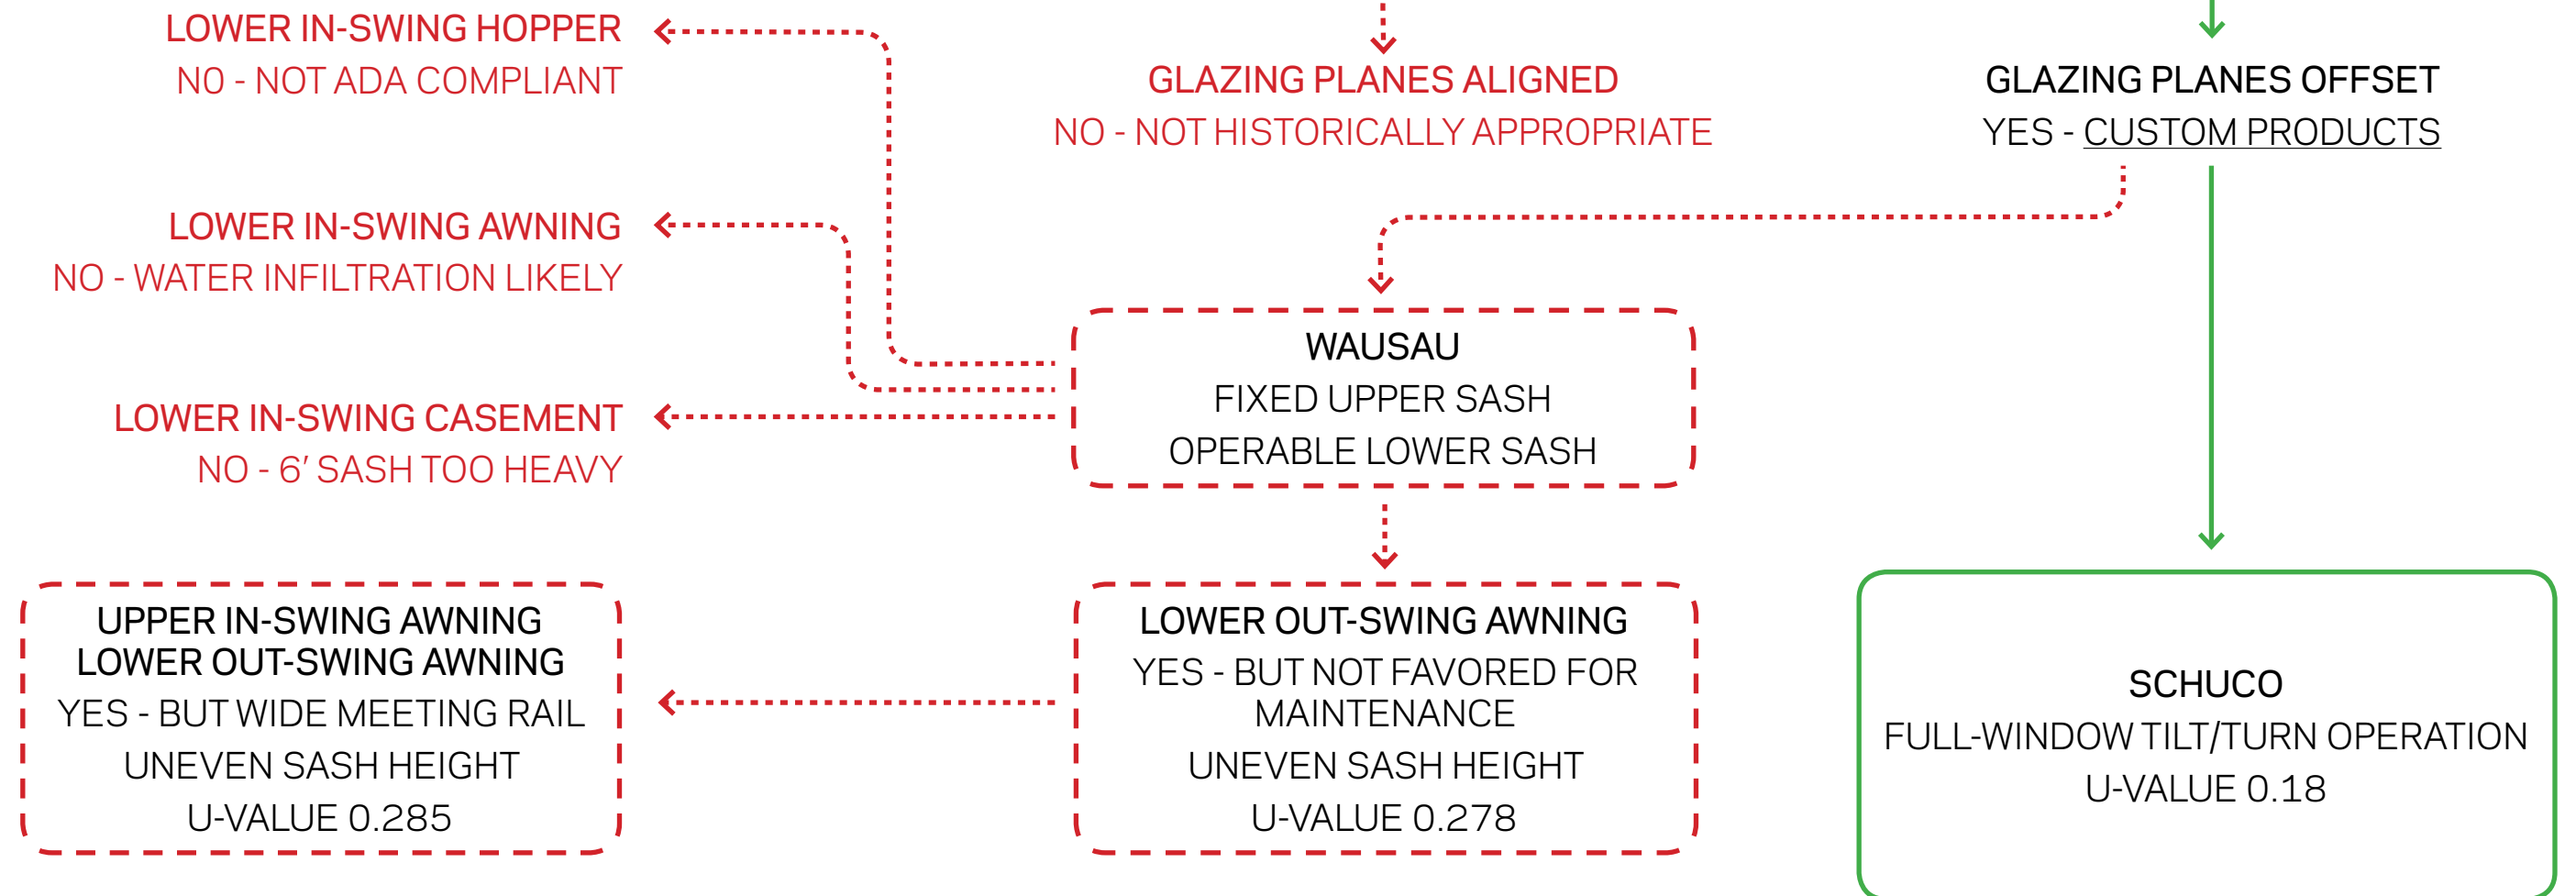 LOWER IN-SWING HOPPER
N0 - NOT ADA COMPLIANT
GLAZING PLANES ALIGNED
NO - NOT HISTORICALLY APPROPRIATE
GLAZING PLANES OFFSET
YES - CUSTOM PRODUCTS
LOWER IN-SWING AWNING
NO - WATER INFILTRATION LIKELY
WAUSAU
FIXED UPPER SASH
OPERABLE LOWER SASH
LOWER IN-SWING CASEMENT
NO - 6' SASH TOO HEAVY
UPPER IN-SWING AWNING
LOWER OUT-SWING AWNING
YES - BUT WIDE MEETING RAIL
UNEVEN SASH HEIGHT
U-VALUE 0.285
LOWER OUT-SWING AWNING
YES - BUT NOT FAVORED FOR
MAINTENANCE
UNEVEN SASH HEIGHT
U-VALUE 0.278
SCHUCO
FULL-WINDOW TILT/TURN OPERATION
U-VALUE 0.18